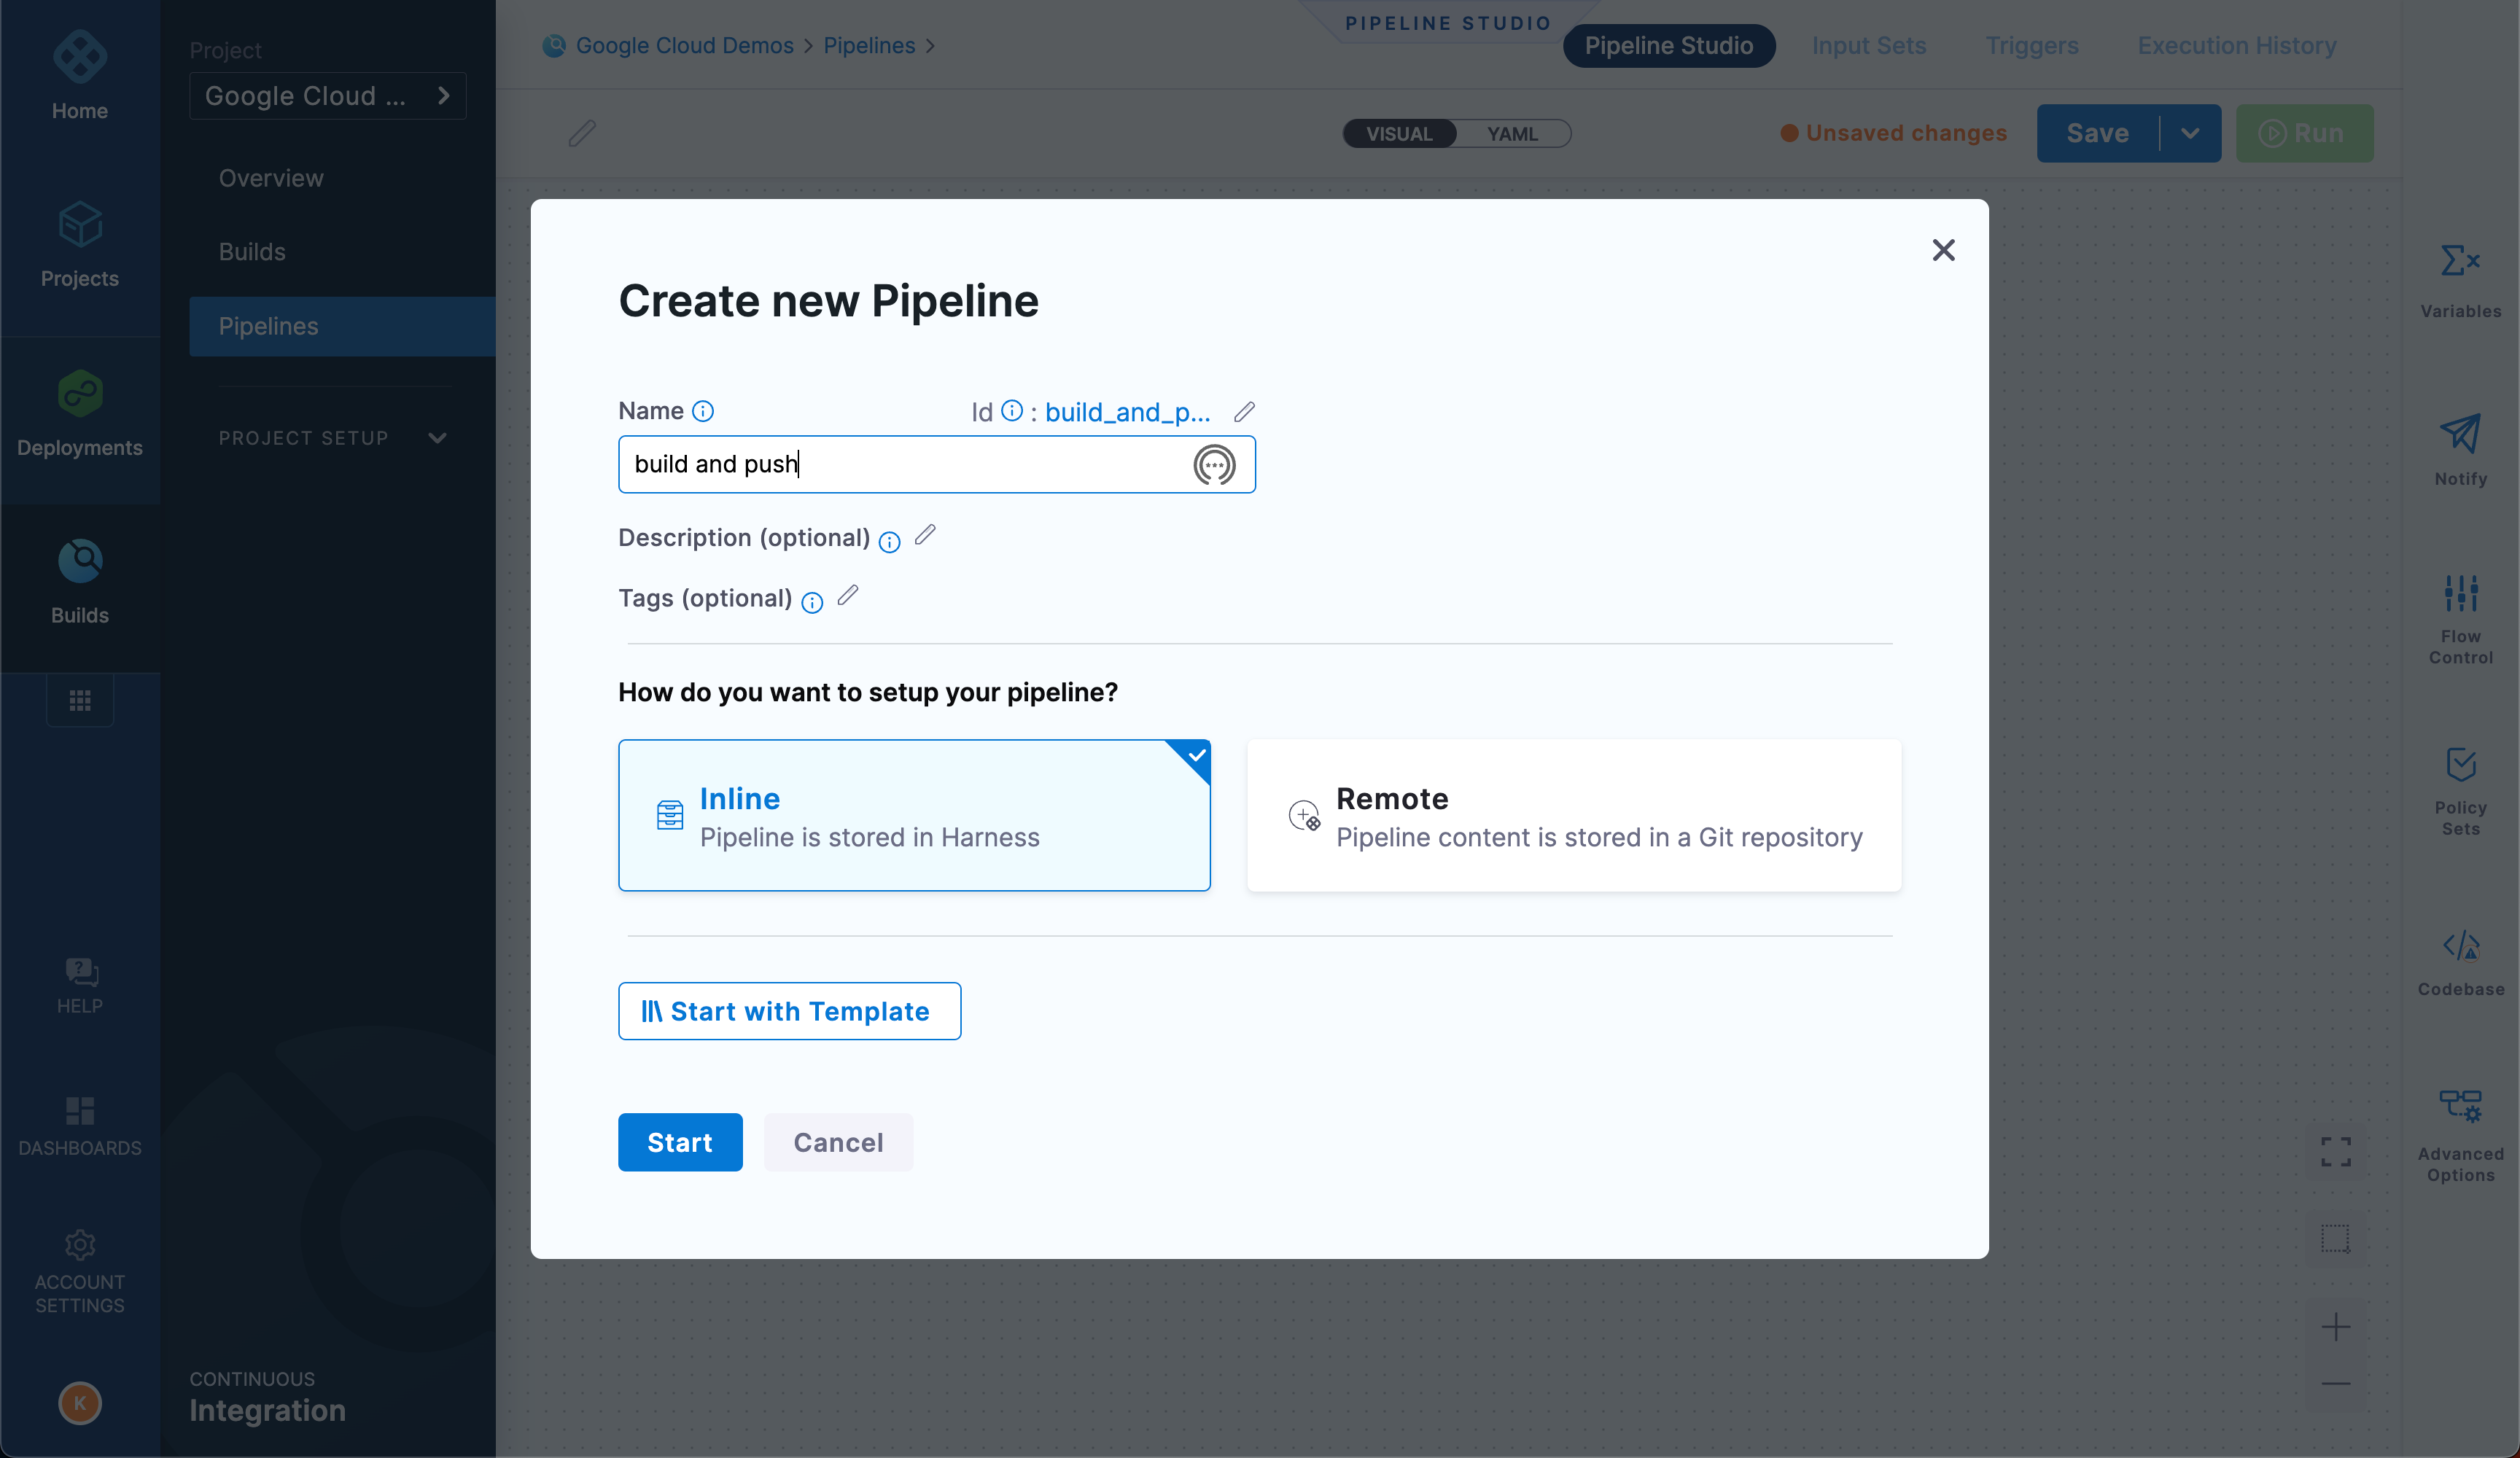 Home
Projects
Deployments
Builds
HELP
DASHBOARDS
ACCOUNT
SETTINGS
K
Project
Google Cloud ...
Overview
Builds
Pipelines
PROJECT SETUP
CONTINUOUS
Integration
PIPELINE STUDIO
Google Cloud Demos > Pipelines >
Pipeline Studio
Input Sets
Triggers
Execution History
VISUAL
YAML
Unsaved changes
Save
Run
Create new Pipeline
Name
Id : build_and_p...
build and push
Description (optional)
Tags (optional)
How do you want to setup your pipeline?
Inline
Pipeline is stored in Harness
Remote
Pipeline content is stored in a Git repository
Start with Template
Start
Cancel
Variables
Notify
Flow
Control
Policy
Sets
Codebase
Advanced
Options